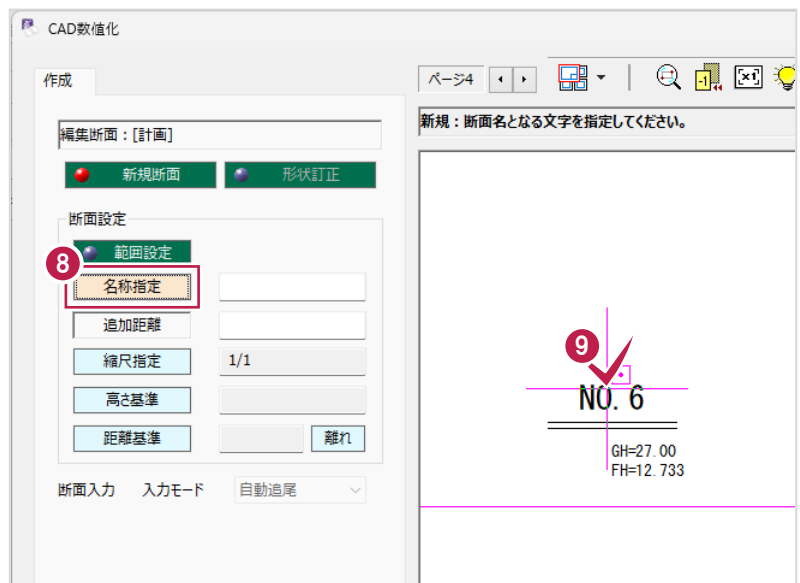 CAD数値化
作成
ページ4
編集断面：[計画]
新規：断面名となる文字を指定してください。
新規断面
形状訂正
断面設定
範囲設定
8
名称指定
追加距離
縮尺指定
1/1
高さ基準
距離基準
離れ
断面入力
入力モード
自動追尾
9
NO. 6
GH=27.00
FH=12.733
-1
×1